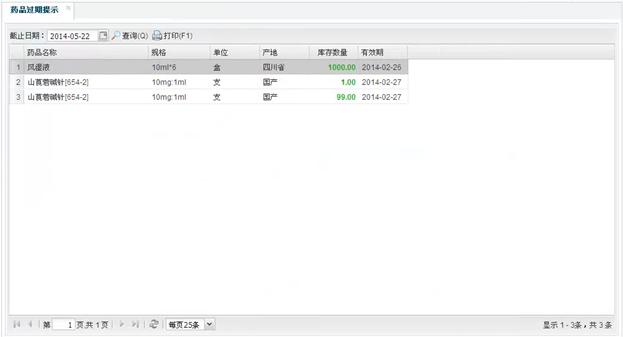 药品过期提示
截止日期： 2014-05-22 查询(Q) 打印(F1)
药品名称 规格 单位 产地 库存数量 有效期
1 风湿液 10ml*6 盒 四川省 1000.00 2014-02-26
2 山莨菪碱针[654-2] 10mg:1ml 支 国产 1.00 2014-02-27
3 山莨菪碱针[654-2] 10mg:1ml 支 国产 99.00 2014-02-27
第 1 页,共 1 页 每页25条 显示 1 - 3条，共 3 条